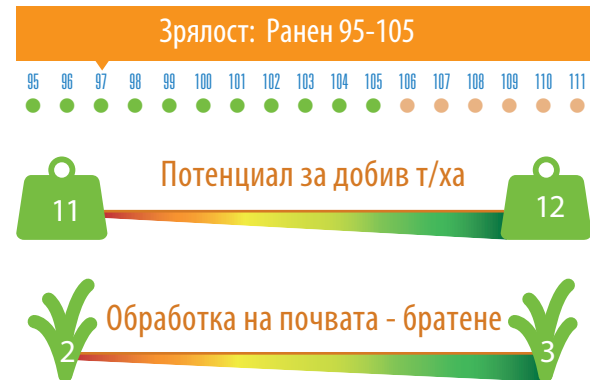 Зрялост: Ранен 95-105
95 96 97 98 99 100 101 102 103 104 105 106 107 108 109 110 111
Потенциал за добив т/ха
11 12
Обработка на почвата - братене
2 3